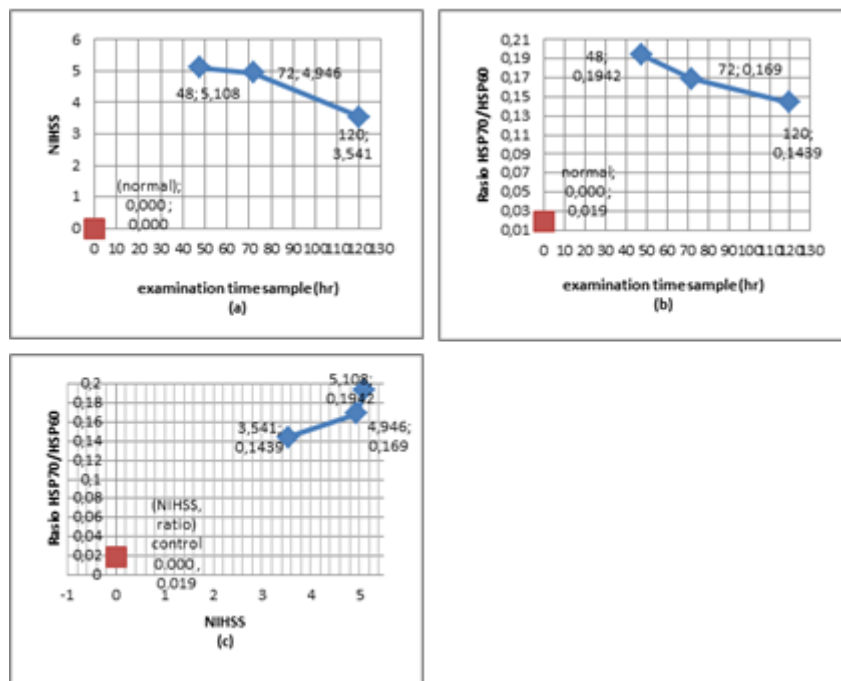 6
5
4
3
2
1
0
NIHSS
48; 5,108
72; 4,946
120;
3,541
(normal);
0,000 ;
0,000
0 10 20 30 40 50 60 70 80 90 100110120130
examination time sample (hr)
(a)
0,21
0,19
0,17
0,15
0,13
0,11
0,09
0,07
0,05
0,03
0,01
Rasio HSP70/HSP60
48;
0,1942
72; 0,169
120;
0,1439
normal;
0,000 ;
0,019
0 10 20 30 40 50 60 70 80 90 100110120130
examination time sample (hr)
(b)
0,2
0,18
0,16
0,14
0,12
0,1
0,08
0,06
0,04
0,02
0
Rasio HSP70/HSP60
5,108;
0,1942
3,541;
0,1439
4,946;
0,169
(NIHSS,
ratio)
control
0,000 ,
0,019
-1 0 1 2 3 4 5
NIHSS
(c)